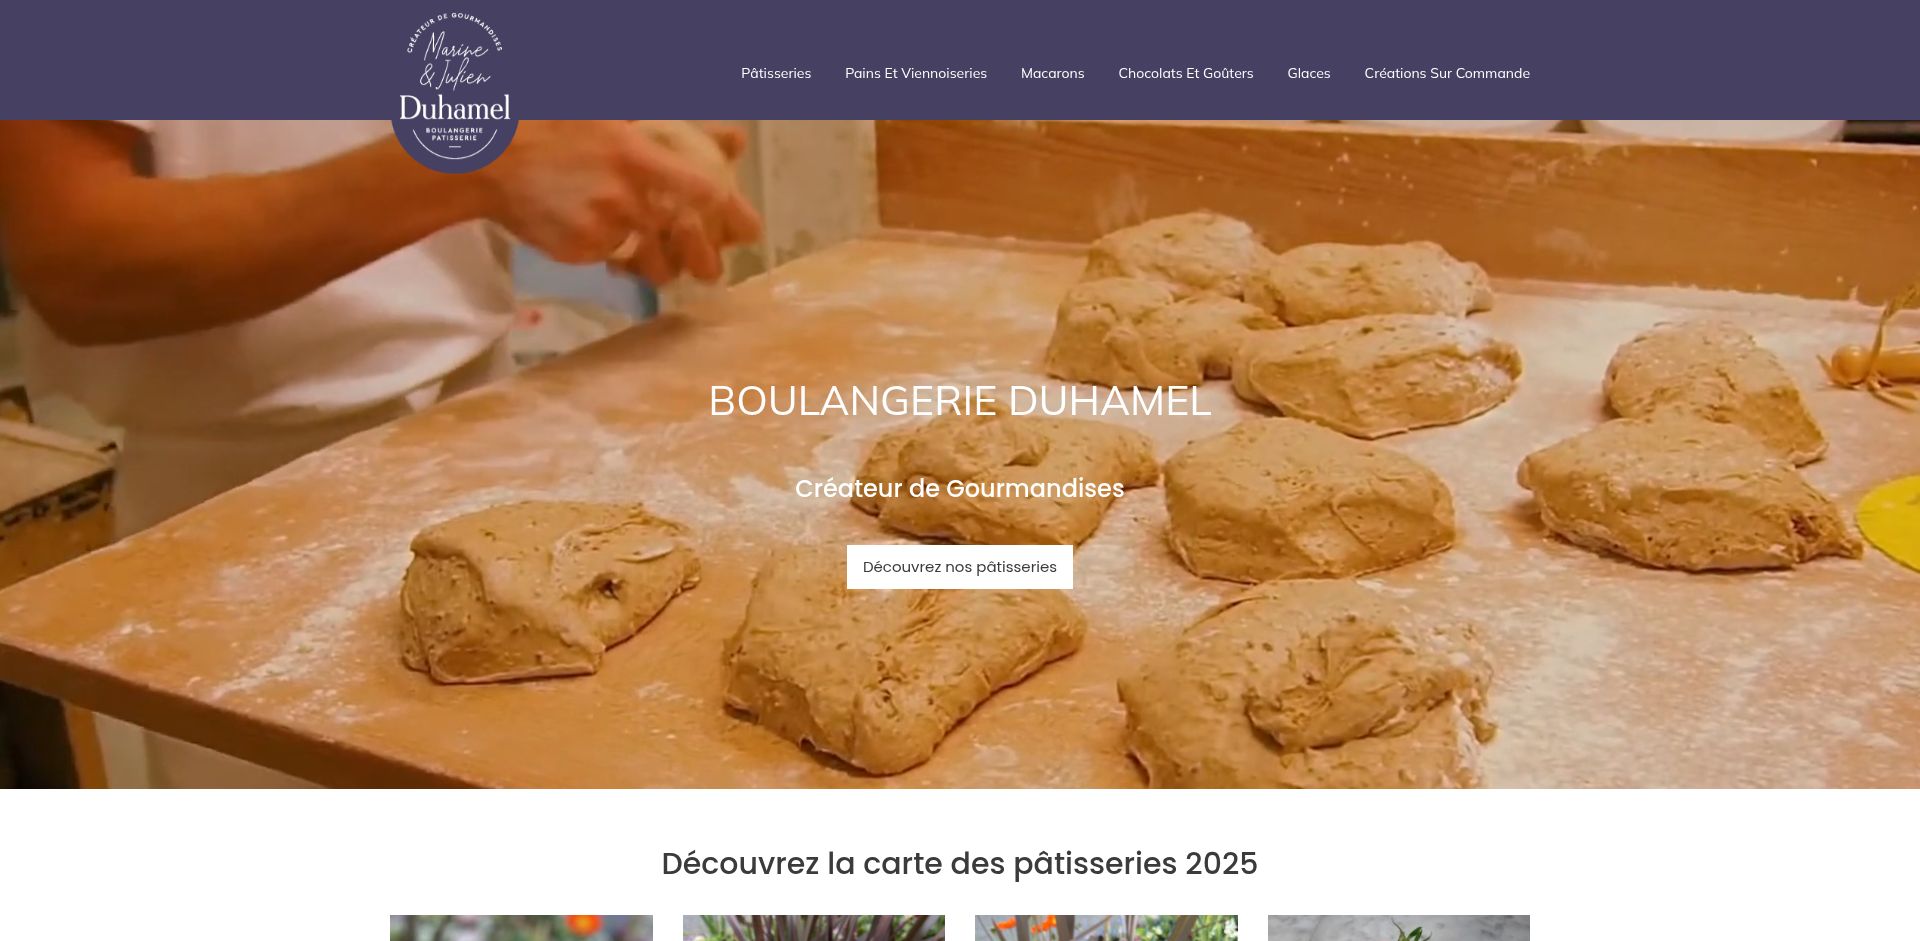 CRÉATEUR DE GOURMANDISES
Marine
& Julien
Duhamel
BOULANGERIE
PATISSERIE
Pâtisseries
Pains Et Viennoiseries
Macarons
Chocolats Et Goûters
Glaces
Créations Sur Commande
BOULANGERIE DUHAMEL
Créateur de Gourmandises
Découvrez nos pâtisseries
Découvrez la carte des pâtisseries 2025